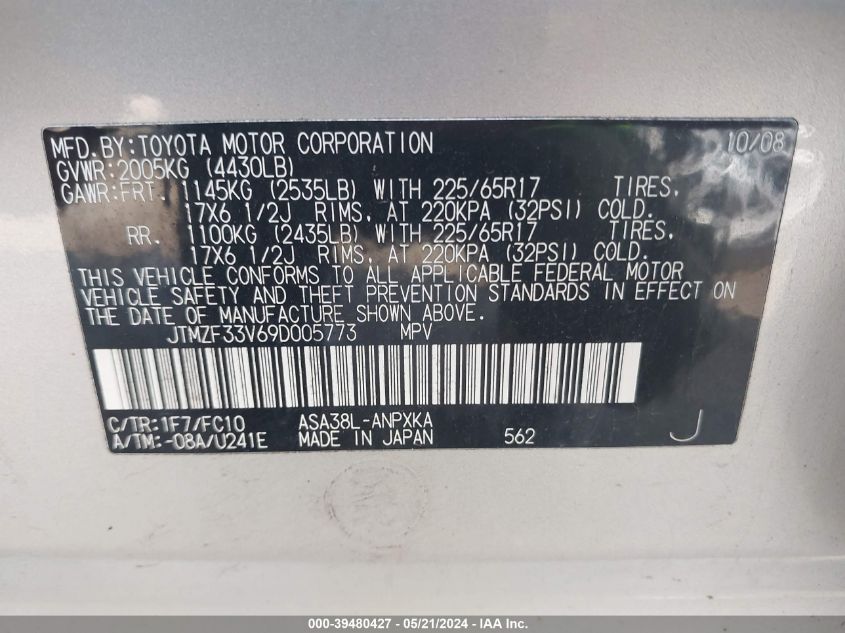 MFD.BY:TOYOTA MOTOR CORPORATION 10/08
GVWR:2005KG (4430LB)
GAWR:FRT. 1145KG (2535LB) WITH 225/65R17 TIRES,
17X6 1/2J RIMS, AT 220KPA (32PSI) COLD.
RR. 1100KG (2435LB) WITH 225/65R17 TIRES,
17X6 1/2J RIMS, AT 220KPA (32PSI) COLD.
THIS VEHICLE CONFORMS TO ALL APPLICABLE FEDERAL MOTOR
VEHICLE SAFETY AND THEFT PREVENTION STANDARDS IN EFFECT ON
THE DATE OF MANUFACTURE SHOWN ABOVE.
JTMZF33V69D005773 MPV
C/TR:1F7/FC10 ASA38L-ANPXKA
A/TM:-08A/U241E MADE IN JAPAN 562 J
000-39480427 - 05/21/2024 - IAA Inc.